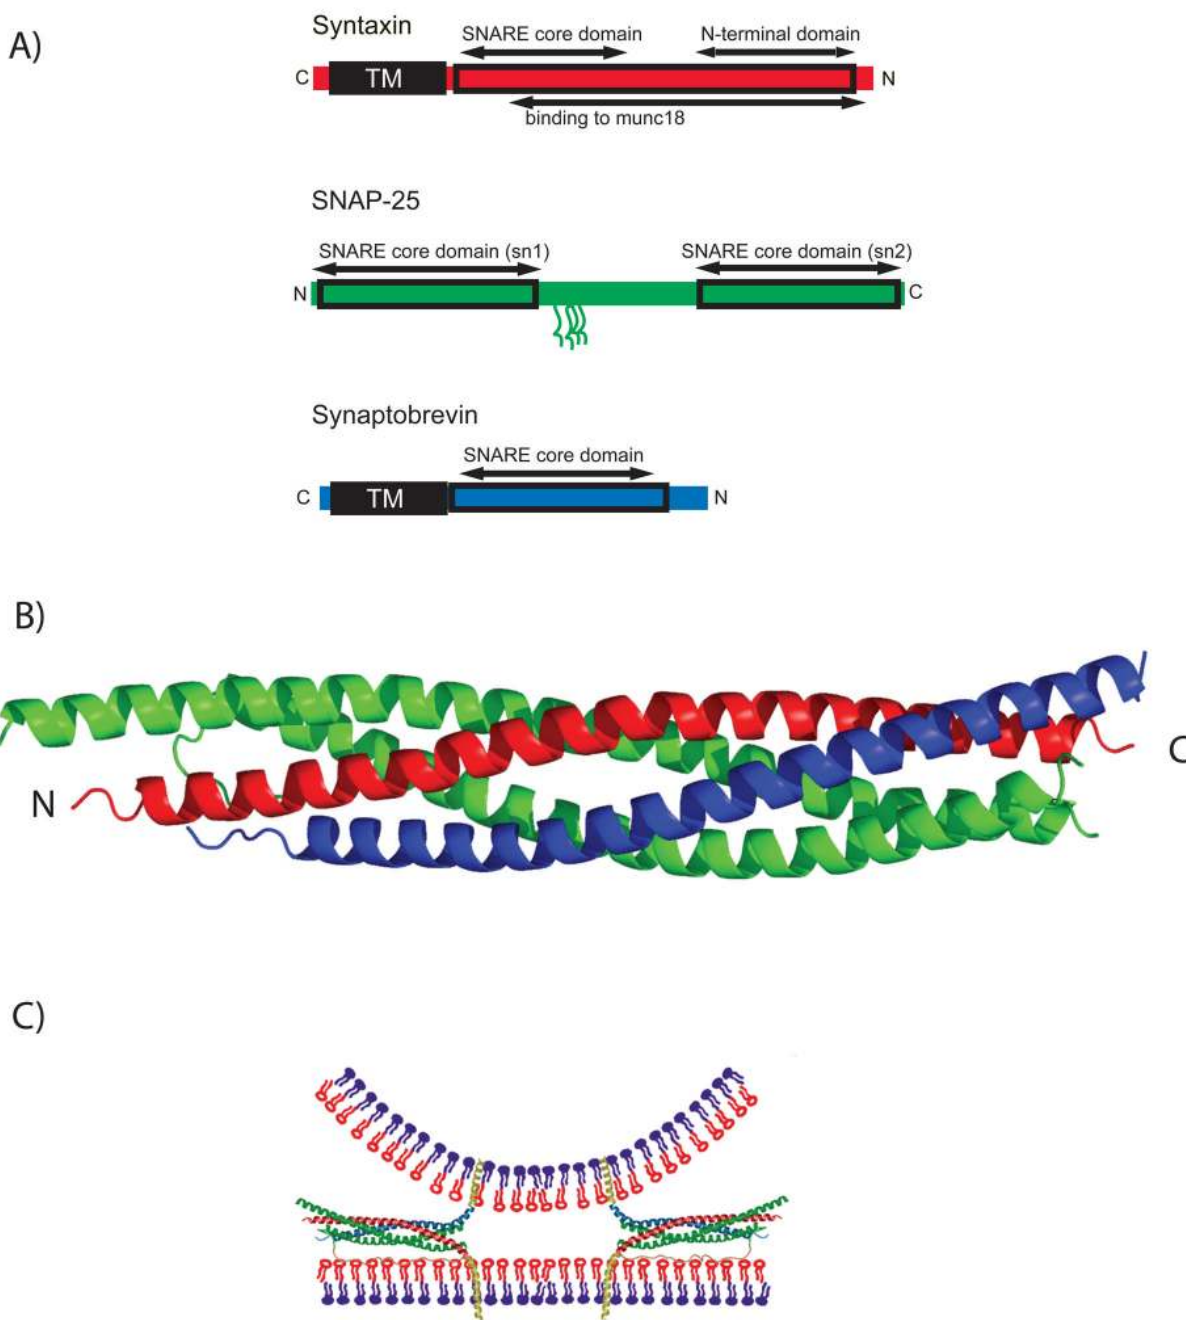 A)
Syntaxin
SNARE core domain N-terminal domain
C TM N
binding to munc18
SNAP-25
SNARE core domain (sn1) SNARE core domain (sn2)
N C
Synaptobrevin
SNARE core domain
C TM N
B)
N C
C)